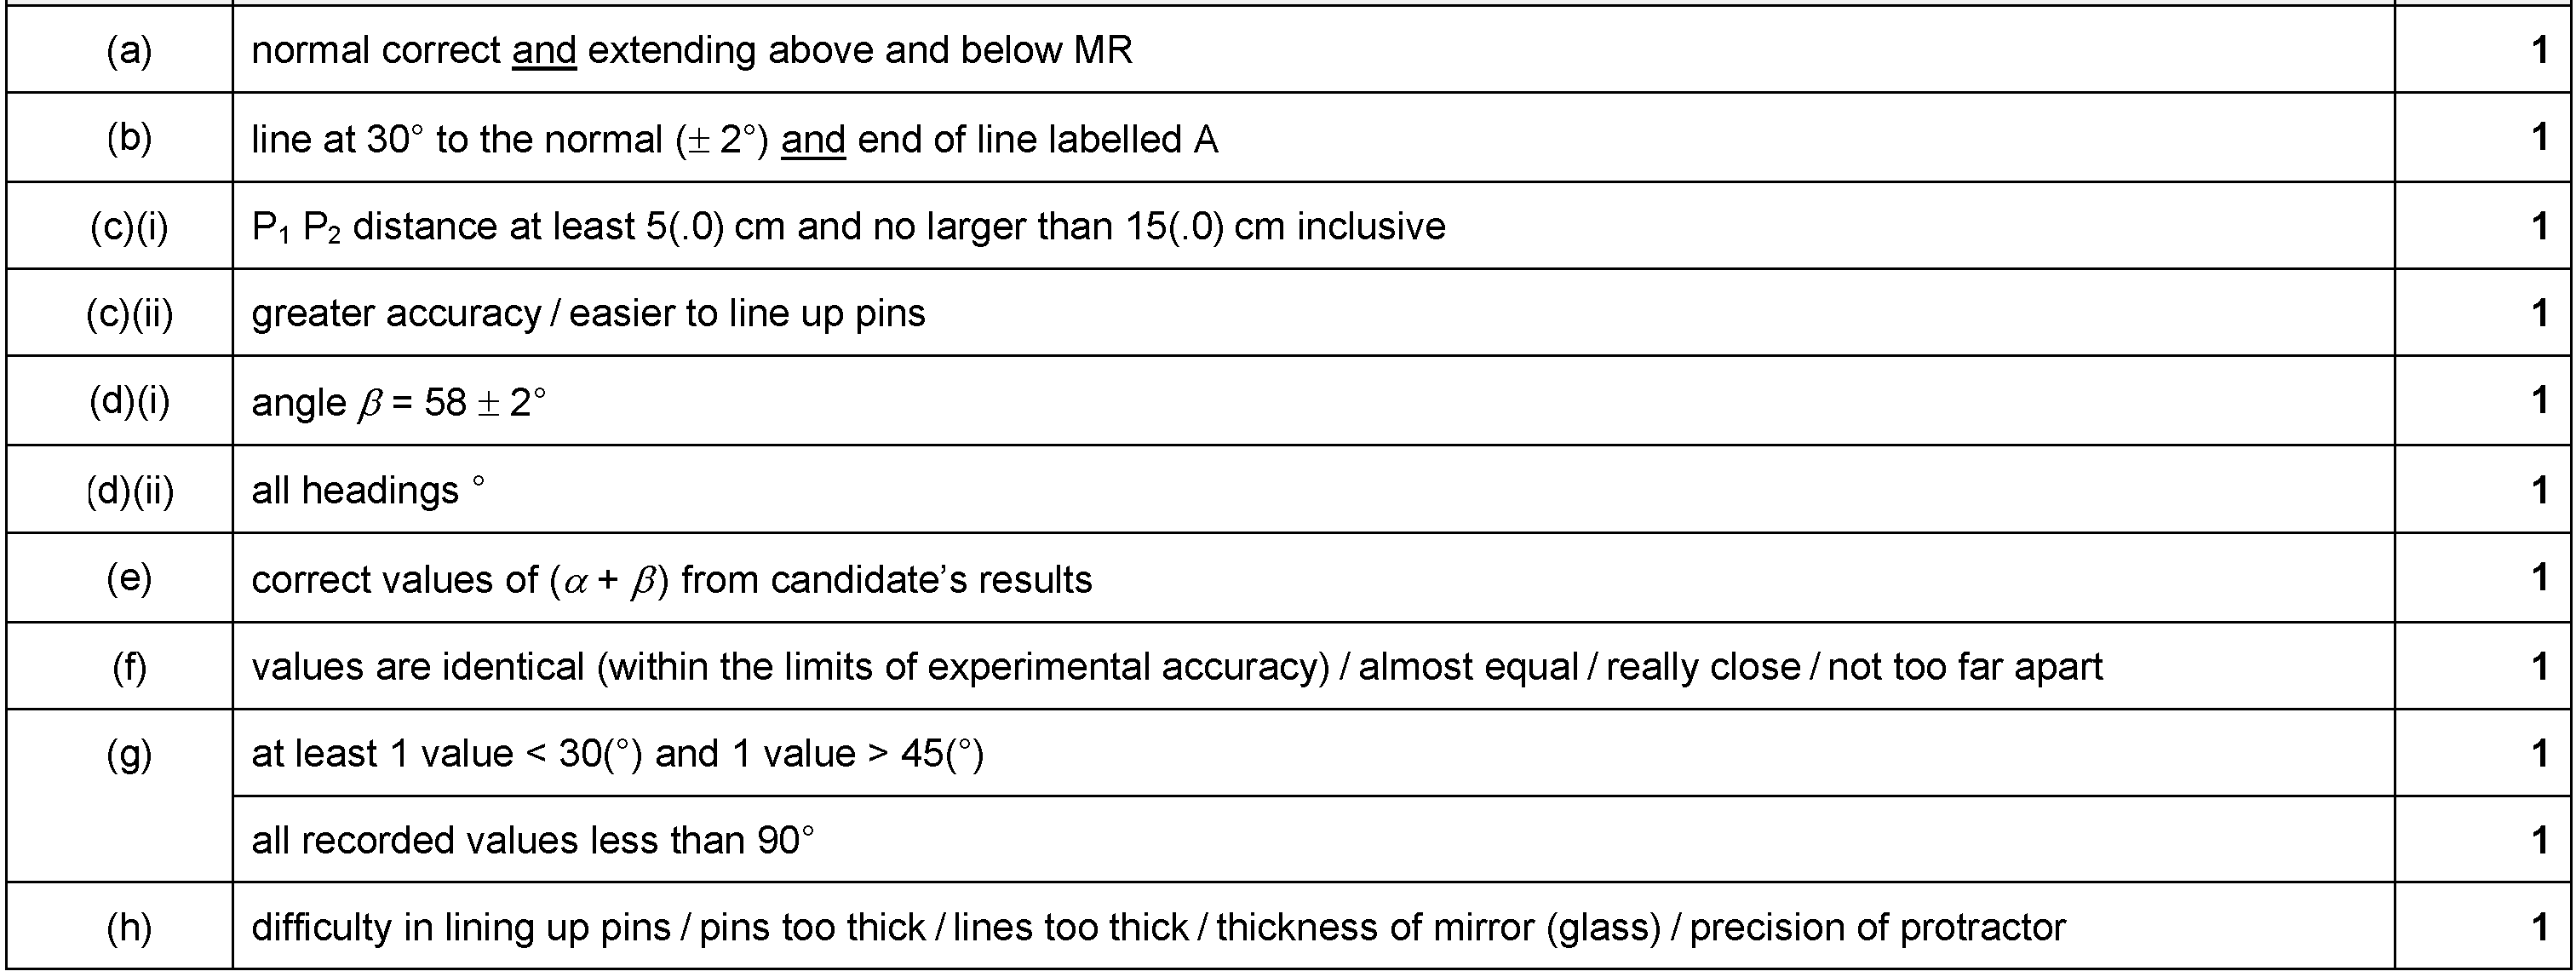 (a) normal correct and extending above and below MR 1
(b) line at 30° to the normal (± 2°) and end of line labelled A 1
(c)(i) P₁ P₂ distance at least 5(.0) cm and no larger than 15(.0) cm inclusive 1
(c)(ii) greater accuracy / easier to line up pins 1
(d)(i) angle β = 58 ± 2° 1
(d)(ii) all headings ° 1
(e) correct values of (α + β) from candidate’s results 1
(f) values are identical (within the limits of experimental accuracy) / almost equal / really close / not too far apart 1
(g) at least 1 value < 30(°) and 1 value > 45(°) 1
all recorded values less than 90° 1
(h) difficulty in lining up pins / pins too thick / lines too thick / thickness of mirror (glass) / precision of protractor 1